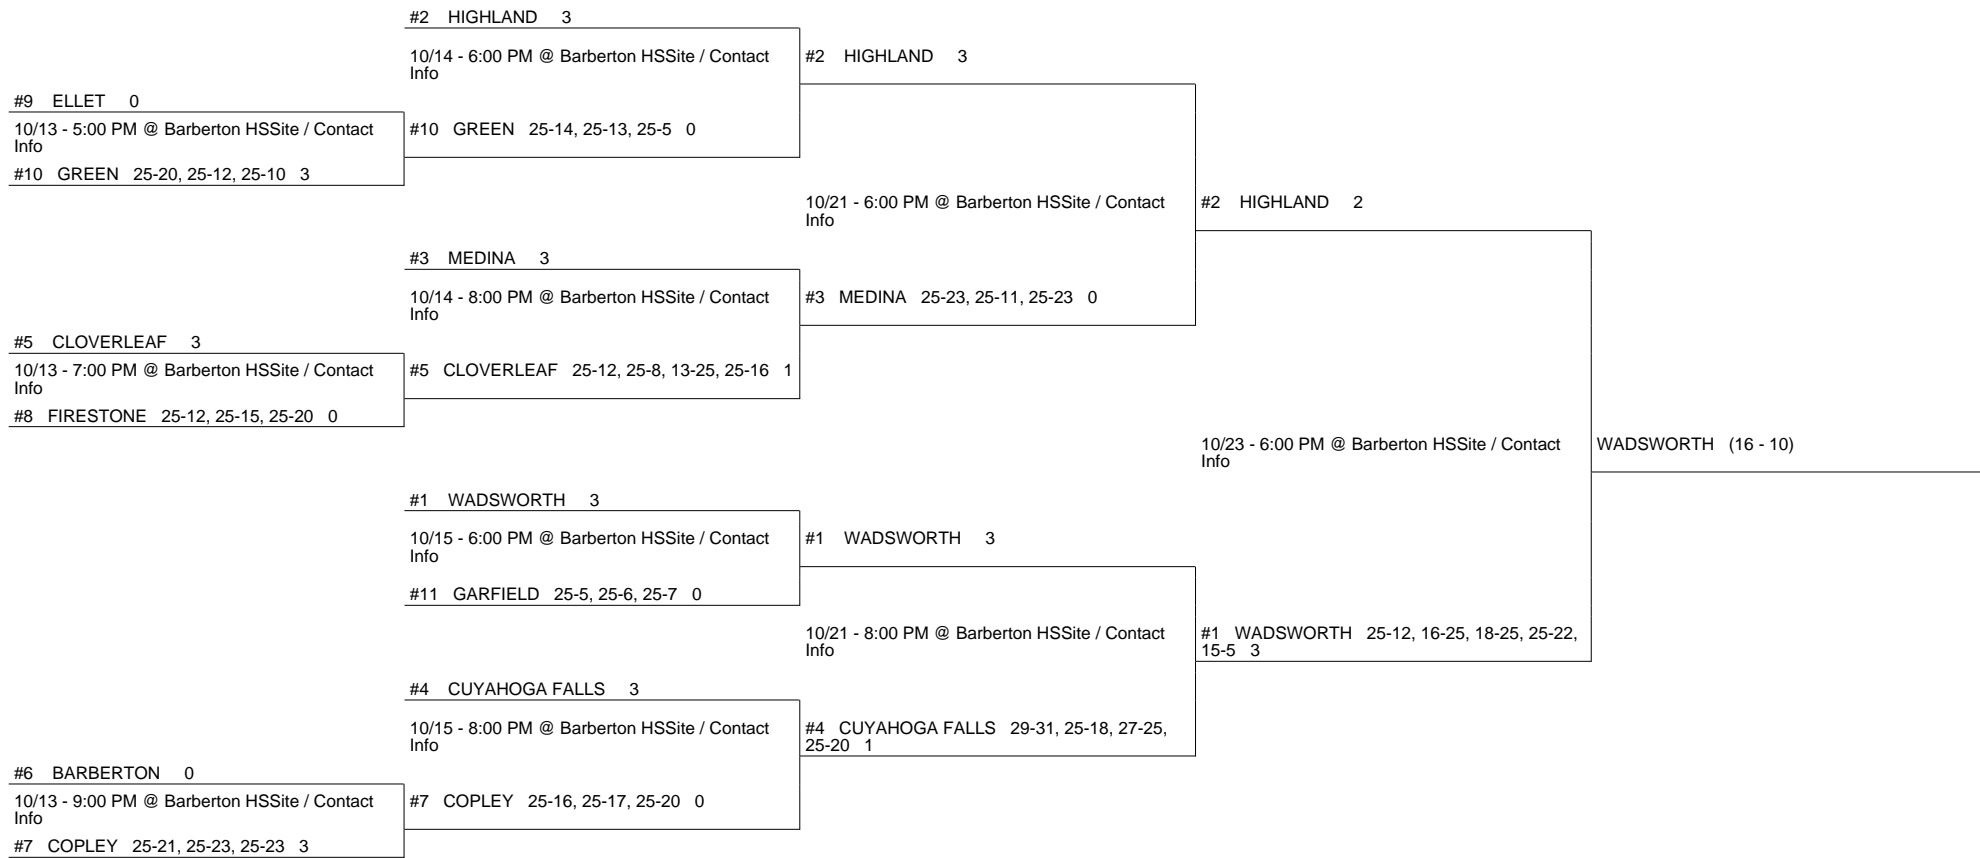 #2 HIGHLAND 3
10/14 - 6:00 PM @ Barberton HSSite / Contact
Info
#2 HIGHLAND 3
#9 ELLET 0
10/13 - 5:00 PM @ Barberton HSSite / Contact
Info
#10 GREEN 25-14, 25-13, 25-5 0
#10 GREEN 25-20, 25-12, 25-10 3
10/21 - 6:00 PM @ Barberton HSSite / Contact
Info
#2 HIGHLAND 2
#3 MEDINA 3
10/14 - 8:00 PM @ Barberton HSSite / Contact
Info
#3 MEDINA 25-23, 25-11, 25-23 0
#5 CLOVERLEAF 3
10/13 - 7:00 PM @ Barberton HSSite / Contact
Info
#5 CLOVERLEAF 25-12, 25-8, 13-25, 25-16 1
#8 FIRESTONE 25-12, 25-15, 25-20 0
10/23 - 6:00 PM @ Barberton HSSite / Contact
Info
WADSWORTH (16 - 10)
#1 WADSWORTH 3
10/15 - 6:00 PM @ Barberton HSSite / Contact
Info
#1 WADSWORTH 3
#11 GARFIELD 25-5, 25-6, 25-7 0
10/21 - 8:00 PM @ Barberton HSSite / Contact
Info
#1 WADSWORTH 25-12, 16-25, 18-25, 25-22,
15-5 3
#4 CUYAHOGA FALLS 3
10/15 - 8:00 PM @ Barberton HSSite / Contact
Info
#4 CUYAHOGA FALLS 29-31, 25-18, 27-25,
25-20 1
#6 BARBERTON 0
10/13 - 9:00 PM @ Barberton HSSite / Contact
Info
#7 COPLEY 25-16, 25-17, 25-20 0
#7 COPLEY 25-21, 25-23, 25-23 3